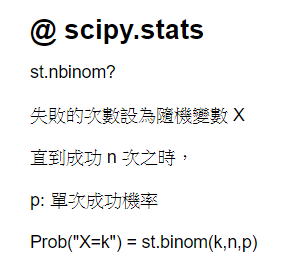 @ scipy.stats
st.nbinom?
失敗的次數設為隨機變數 X
直到成功 n 次之時，
p: 單次成功機率
Prob("X=k") = st.binom(k,n,p)